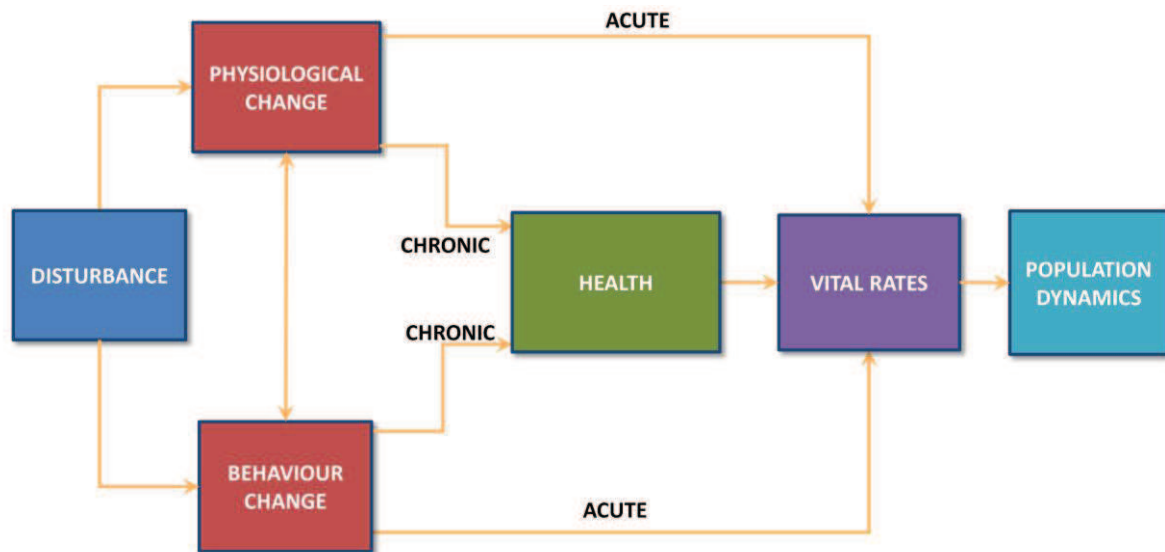 ACUTE
PHYSIOLOGICAL
CHANGE
CHRONIC
DISTURBANCE
HEALTH
VITAL RATES
POPULATION
DYNAMICS
CHRONIC
BEHAVIOUR
CHANGE
ACUTE